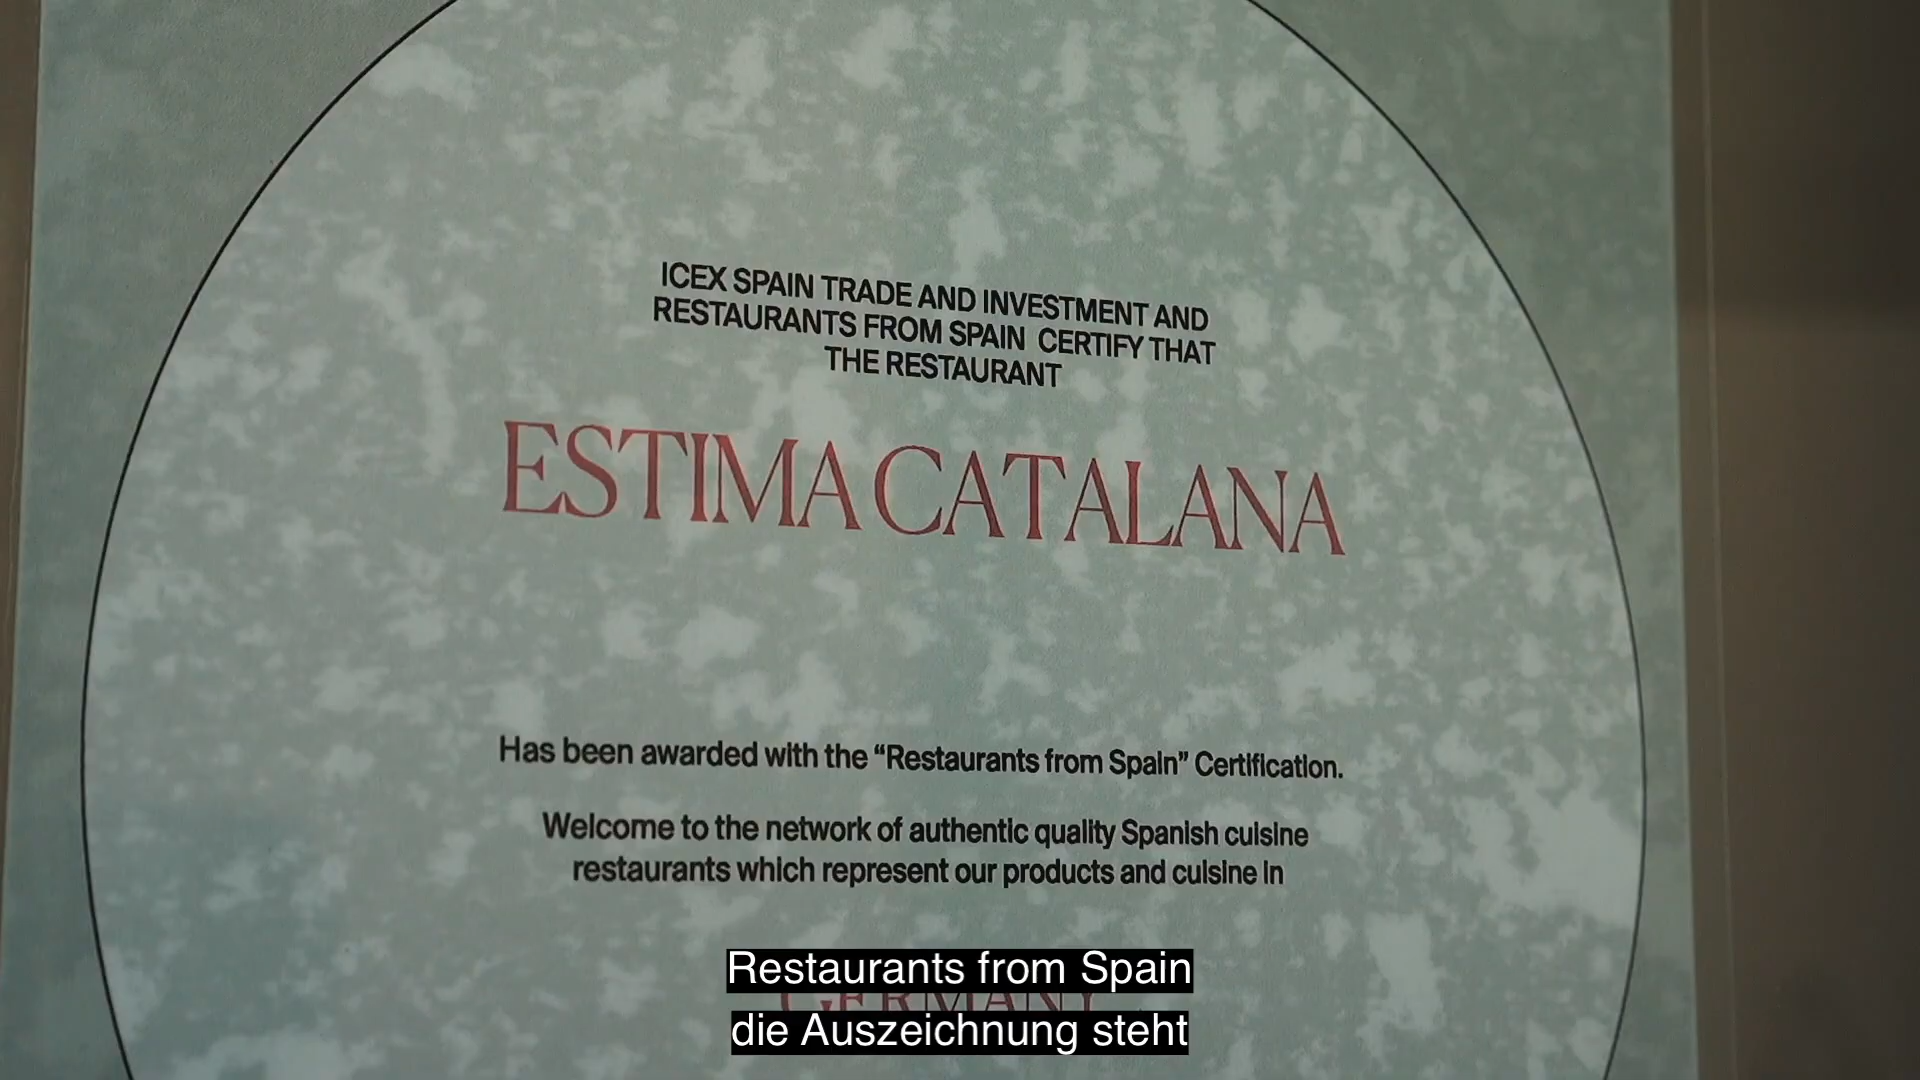 ICEX SPAIN TRADE AND INVESTMENT AND
RESTAURANTS FROM SPAIN CERTIFY THAT
THE RESTAURANT
ESTIMA CATALANA
Has been awarded with the “Restaurants from Spain” Certification.
Welcome to the network of authentic quality Spanish cuisine
restaurants which represent our products and cuisine in
Restaurants from Spain
GERMANY
die Auszeichnung steht